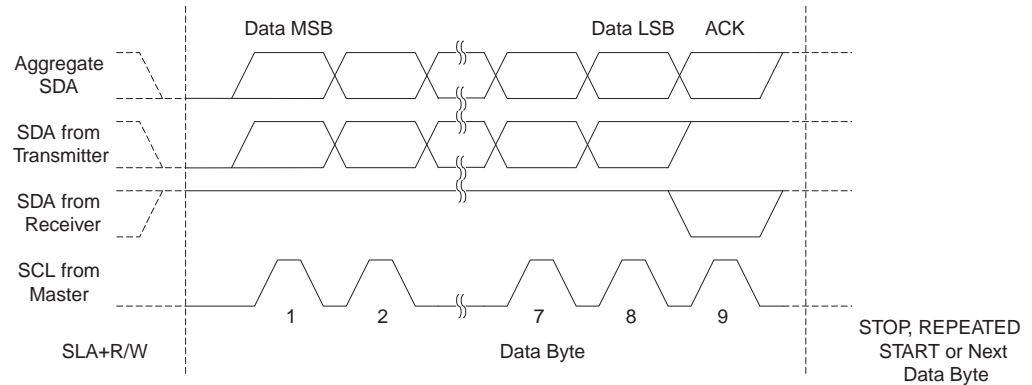 Data MSB Data LSB ACK
Aggregate
SDA
SDA from
Transmitter
SDA from
Receiver
SCL from
Master
1 2 7 8 9
SLA+R/W Data Byte
STOP, REPEATED
START or Next
Data Byte